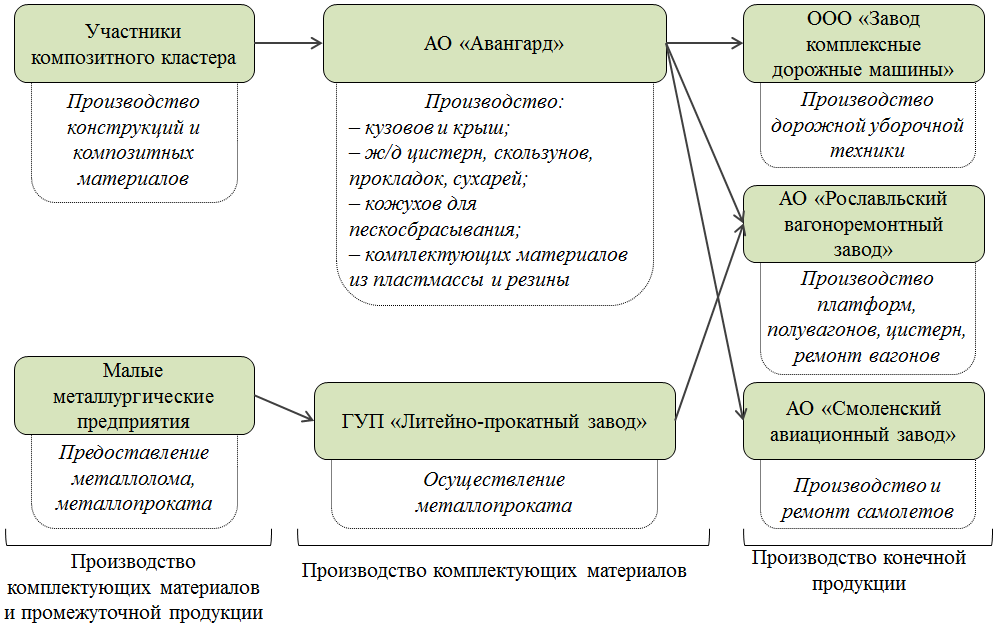 Участники
композитного кластера
Производство
конструкций и
композитных
материалов
АО «Авангард»
Производство:
– кузовов и крыш;
– ж/д цистерн, скользунов,
прокладок, сухарей;
– кожухов для
пескосбрасывания;
– комплектующих материалов
из пластмассы и резины
ООО «Завод
комплексные
дорожные машины»
Производство
дорожной уборочной
техники
АО «Рославльский
вагоноремонтный
завод»
Производство
платформ,
полувагонов, цистерн,
ремонт вагонов
Малые
металлургические
предприятия
Предоставление
металлолома,
металлопроката
ГУП «Литейно-прокатный завод»
Осуществление
металлопроката
АО «Смоленский
авиационный завод»
Производство и
ремонт самолетов
Производство
комплектующих материалов
и промежуточной продукции
Производство комплектующих материалов
Производство конечной
продукции